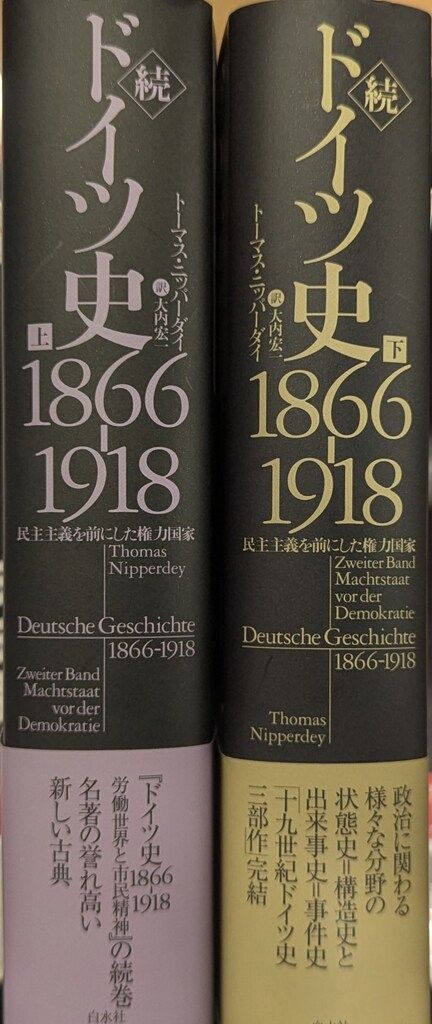 続
ドイツ史
上
1866
-
1918
トーマス・ニッパーダイ
訳 大内宏一
民主主義を前にした権力国家
Thomas
Nipperdey
Deutsche Geschichte
1866-1918
Zweiter Band
Machtstaat
vor der
Demokratie
『ドイツ史1866-1918
労働世界と市民精神』の続巻
名著の誉れ高い
新しい古典
白水社
続
ドイツ史
下
1866
-
1918
トーマス・ニッパーダイ
訳 大内宏一
民主主義を前にした権力国家
Zweiter Band
Machtstaat
vor der
Demokratie
Deutsche Geschichte
1866-1918
Thomas
Nipperdey
政治に関わる
様々な分野の
状態史=構造史と
出来事史=事件史
「十九世紀ドイツ史
三部作」完結
白水社